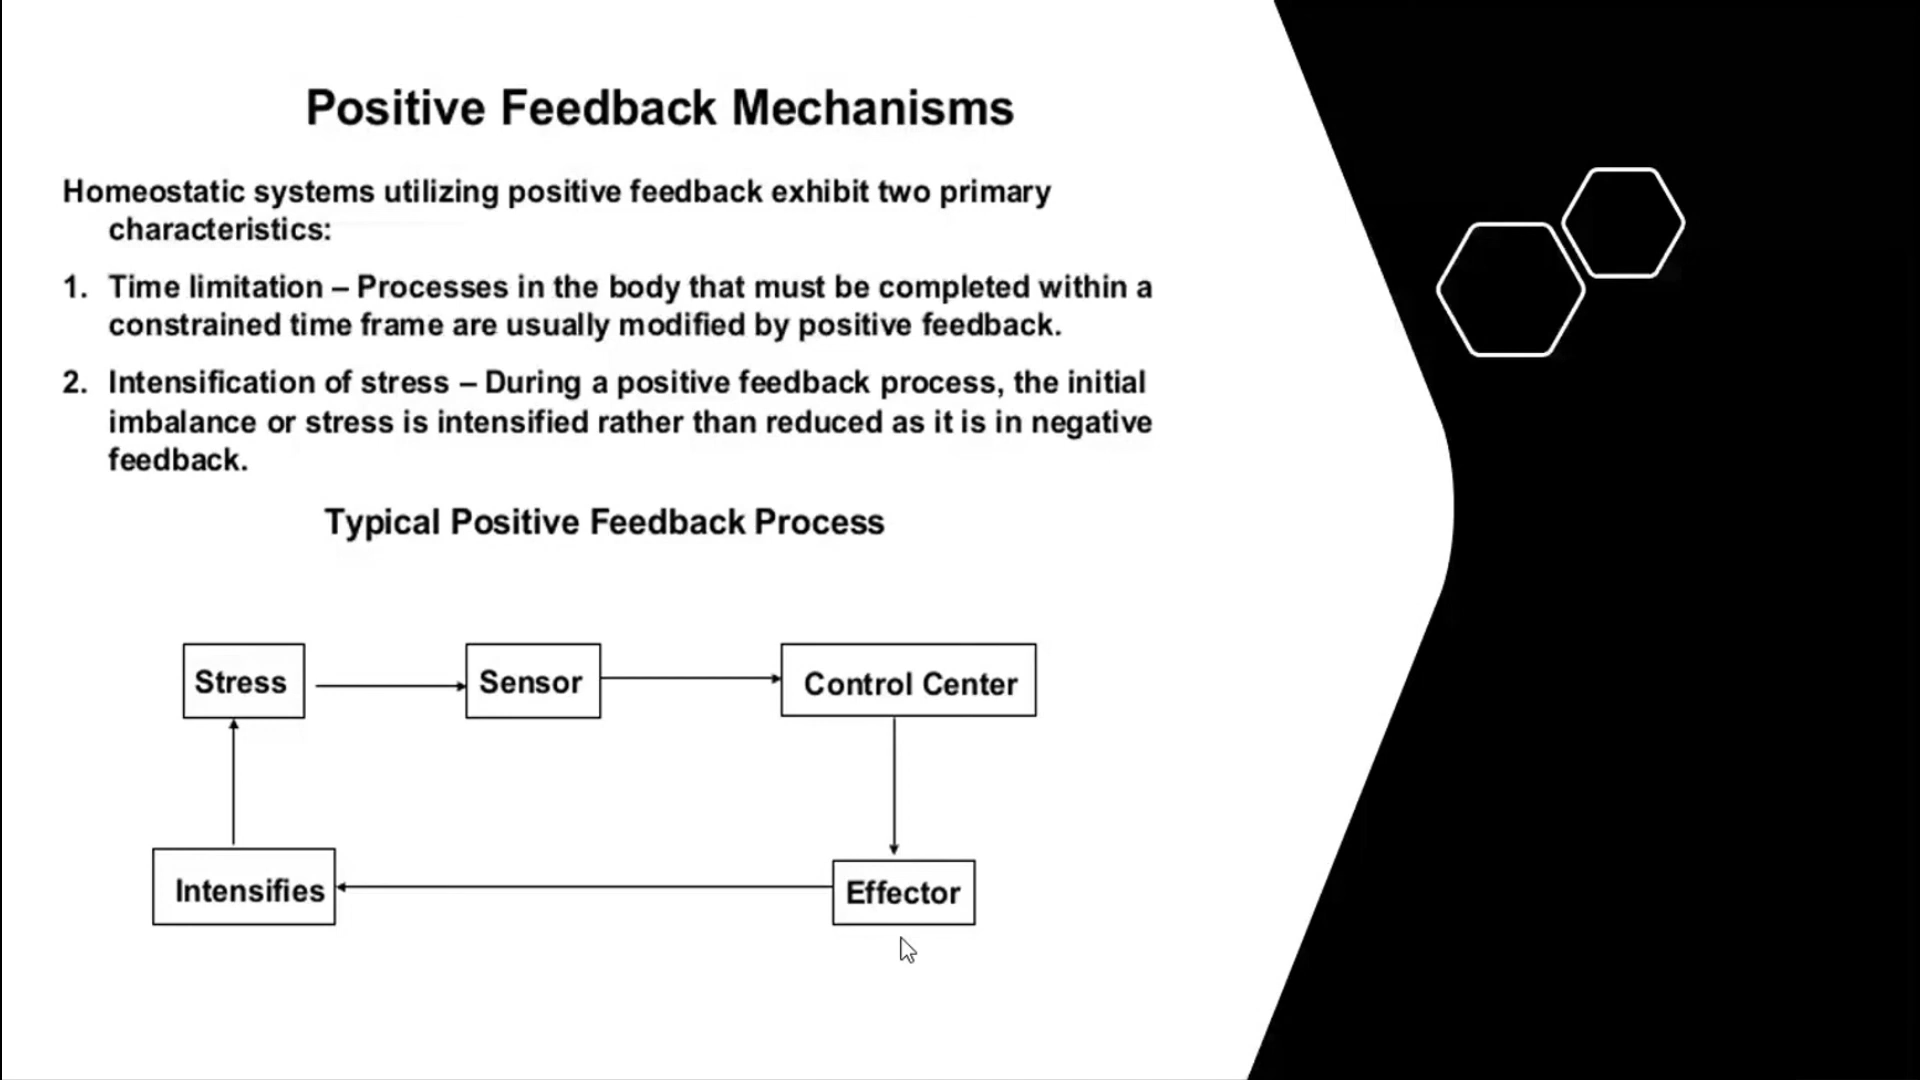 Positive Feedback Mechanisms
Homeostatic systems utilizing positive feedback exhibit two primary
characteristics:
1. Time limitation – Processes in the body that must be completed within a
constrained time frame are usually modified by positive feedback.
2. Intensification of stress – During a positive feedback process, the initial
imbalance or stress is intensified rather than reduced as it is in negative
feedback.
Typical Positive Feedback Process
Stress
Sensor
Control Center
Intensifies
Effector